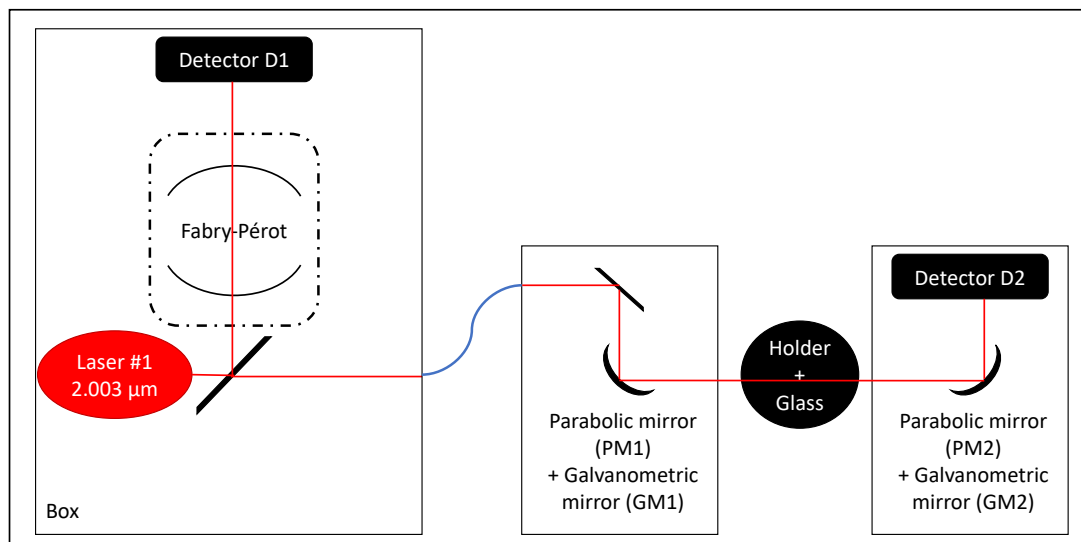 Detector D1
Fabry-Pérot
Laser #1
2.003 µm
Box
Parabolic mirror
(PM1)
+ Galvanometric
mirror (GM1)
Holder
+
Glass
Detector D2
Parabolic mirror
(PM2)
+ Galvanometric
mirror (GM2)